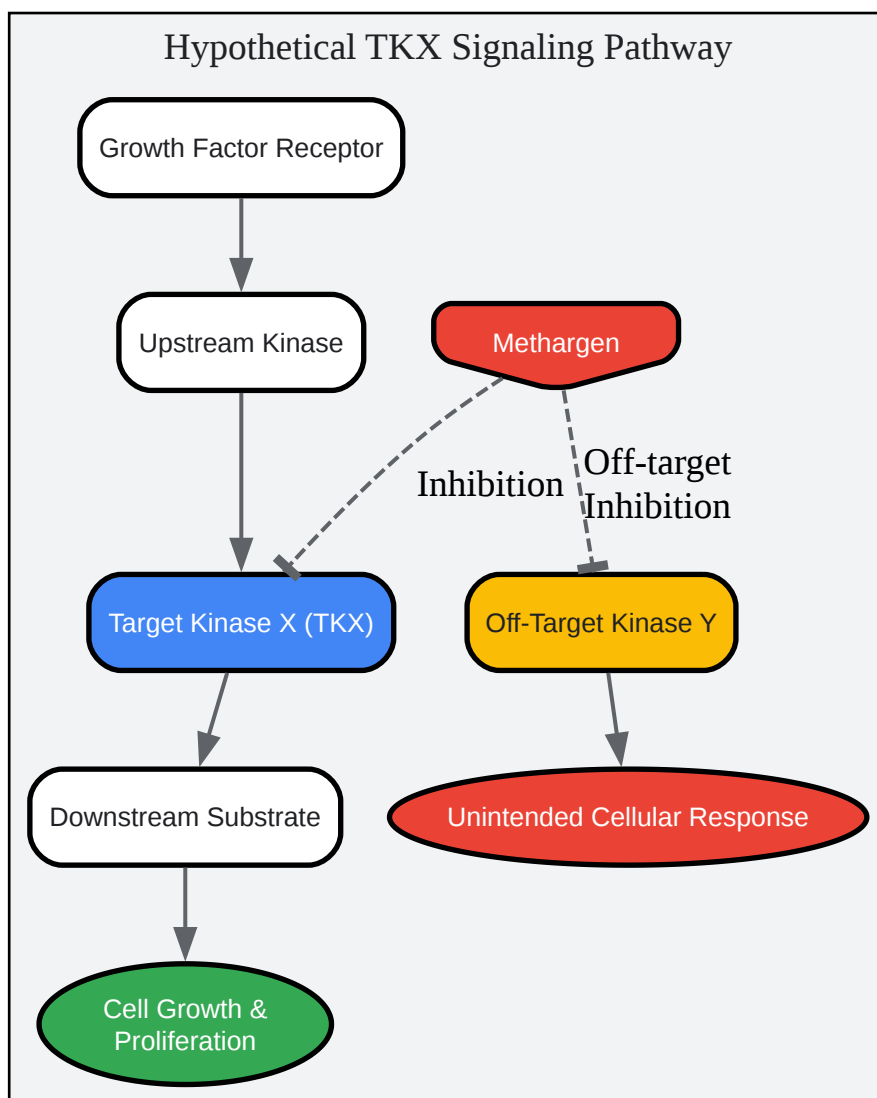 Hypothetical TKX Signaling Pathway
Growth Factor Receptor
Upstream Kinase
Methargen
Inhibition
Off-target
Inhibition
Target Kinase X (TKX)
Off-Target Kinase Y
Downstream Substrate
Unintended Cellular Response
Cell Growth &
Proliferation